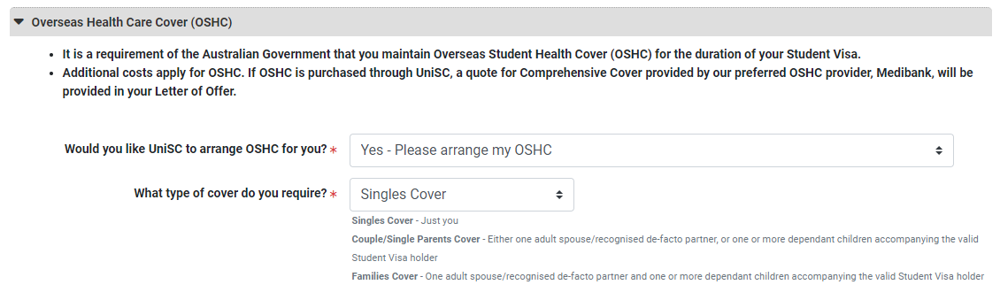 Overseas Health Care Cover (OSHC)
• It is a requirement of the Australian Government that you maintain Overseas Student Health Cover (OSHC) for the duration of your Student Visa.
• Additional costs apply for OSHC. If OSHC is purchased through UniSC, a quote for Comprehensive Cover provided by our preferred OSHC provider, Medibank, will be
provided in your Letter of Offer.
Would you like UniSC to arrange OSHC for you? * Yes - Please arrange my OSHC
What type of cover do you require? * Singles Cover
Singles Cover - Just you
Couple/Single Parents Cover - Either one adult spouse/recognised de-facto partner, or one or more dependant children accompanying the valid
Student Visa holder
Families Cover - One adult spouse/recognised de-facto partner and one or more dependant children accompanying the valid Student Visa holder